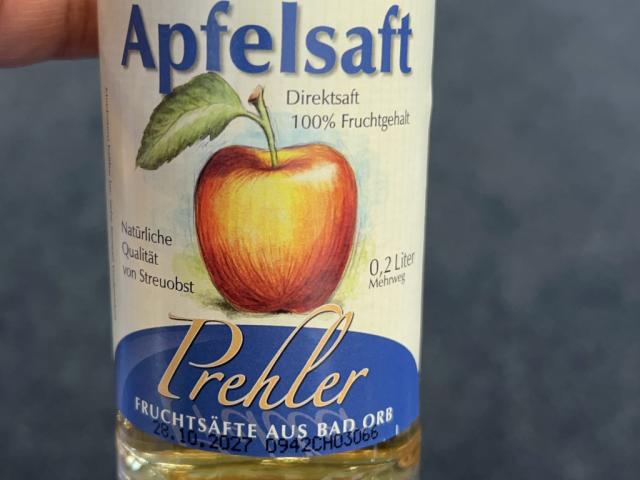 Apfelsaft
Direktsaft
100% Fruchtgehalt
Natürliche
Qualität
von Streuobst
0,2 Liter
Mehrweg
Prehler
FRUCHTSÄFTE AUS BAD ORB
28.10.2027 0942CH03066